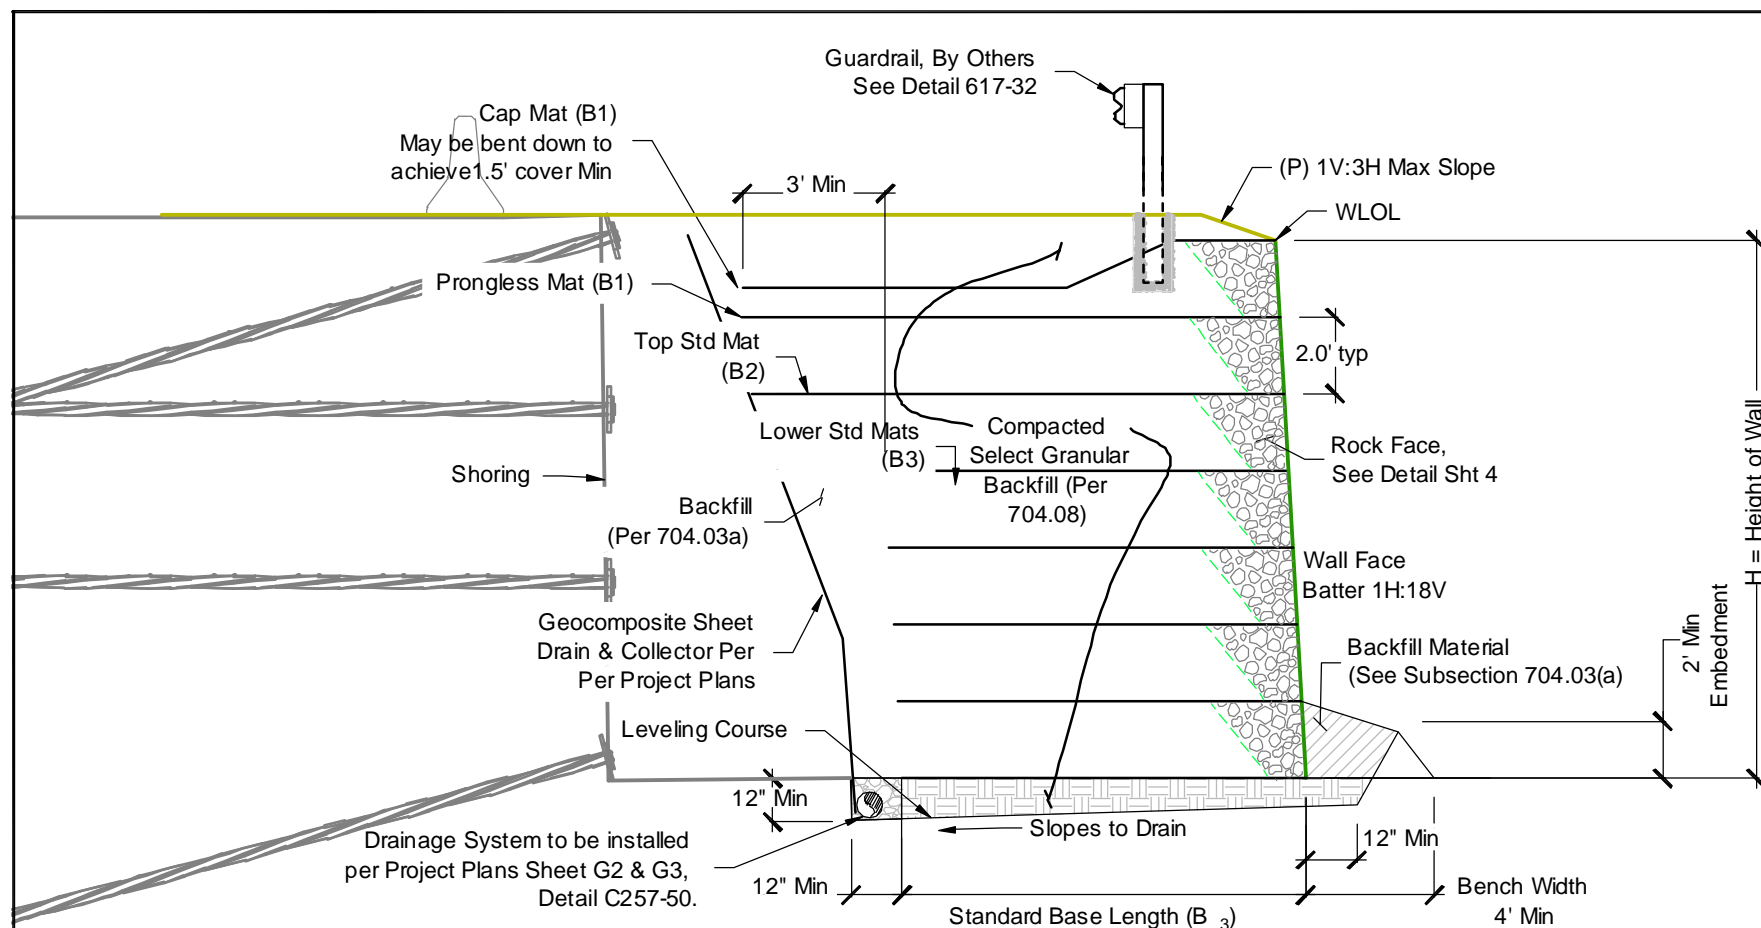 Guardrail, By Others
See Detail 617-32
Cap Mat (B1)
May be bent down to
achieve1.5' cover Min
3' Min
(P) 1V:3H Max Slope
WLOL
Prongless Mat (B1)
Top Std Mat
(B2)
2.0' typ
Lower Std Mats
(B3)
Compacted
Select Granular
Backfill (Per
704.08)
Rock Face,
See Detail Sht 4
Shoring
Backfill
(Per 704.03a)
H = Height of Wall
Wall Face
Batter 1H:18V
Geocomposite Sheet
Drain & Collector Per
Per Project Plans
Backfill Material
(See Subsection 704.03(a)
2' Min
Embedment
Leveling Course
12" Min
Slopes to Drain
Drainage System to be installed
per Project Plans Sheet G2 & G3,
Detail C257-50.
12" Min
12" Min
Standard Base Length (B 3)
Bench Width
4' Min